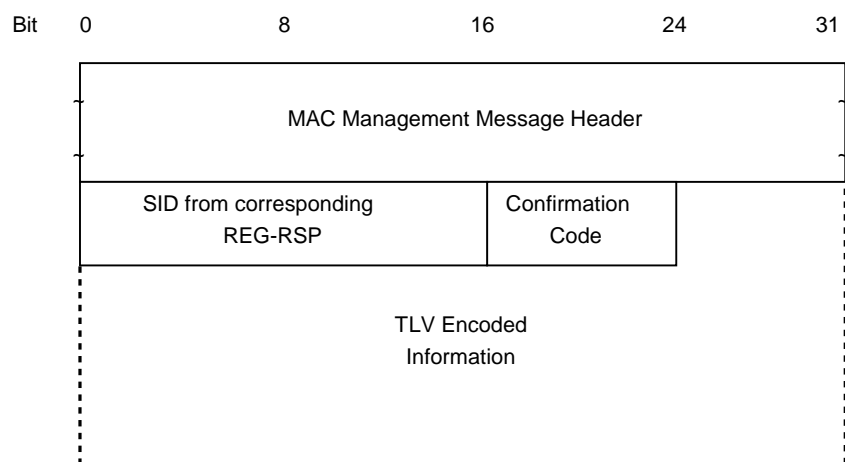 Bit 0 8 16 24 31
~ ~
MAC Management Message Header
~ ~
SID from corresponding Confirmation
REG-RSP Code
TLV Encoded
Information